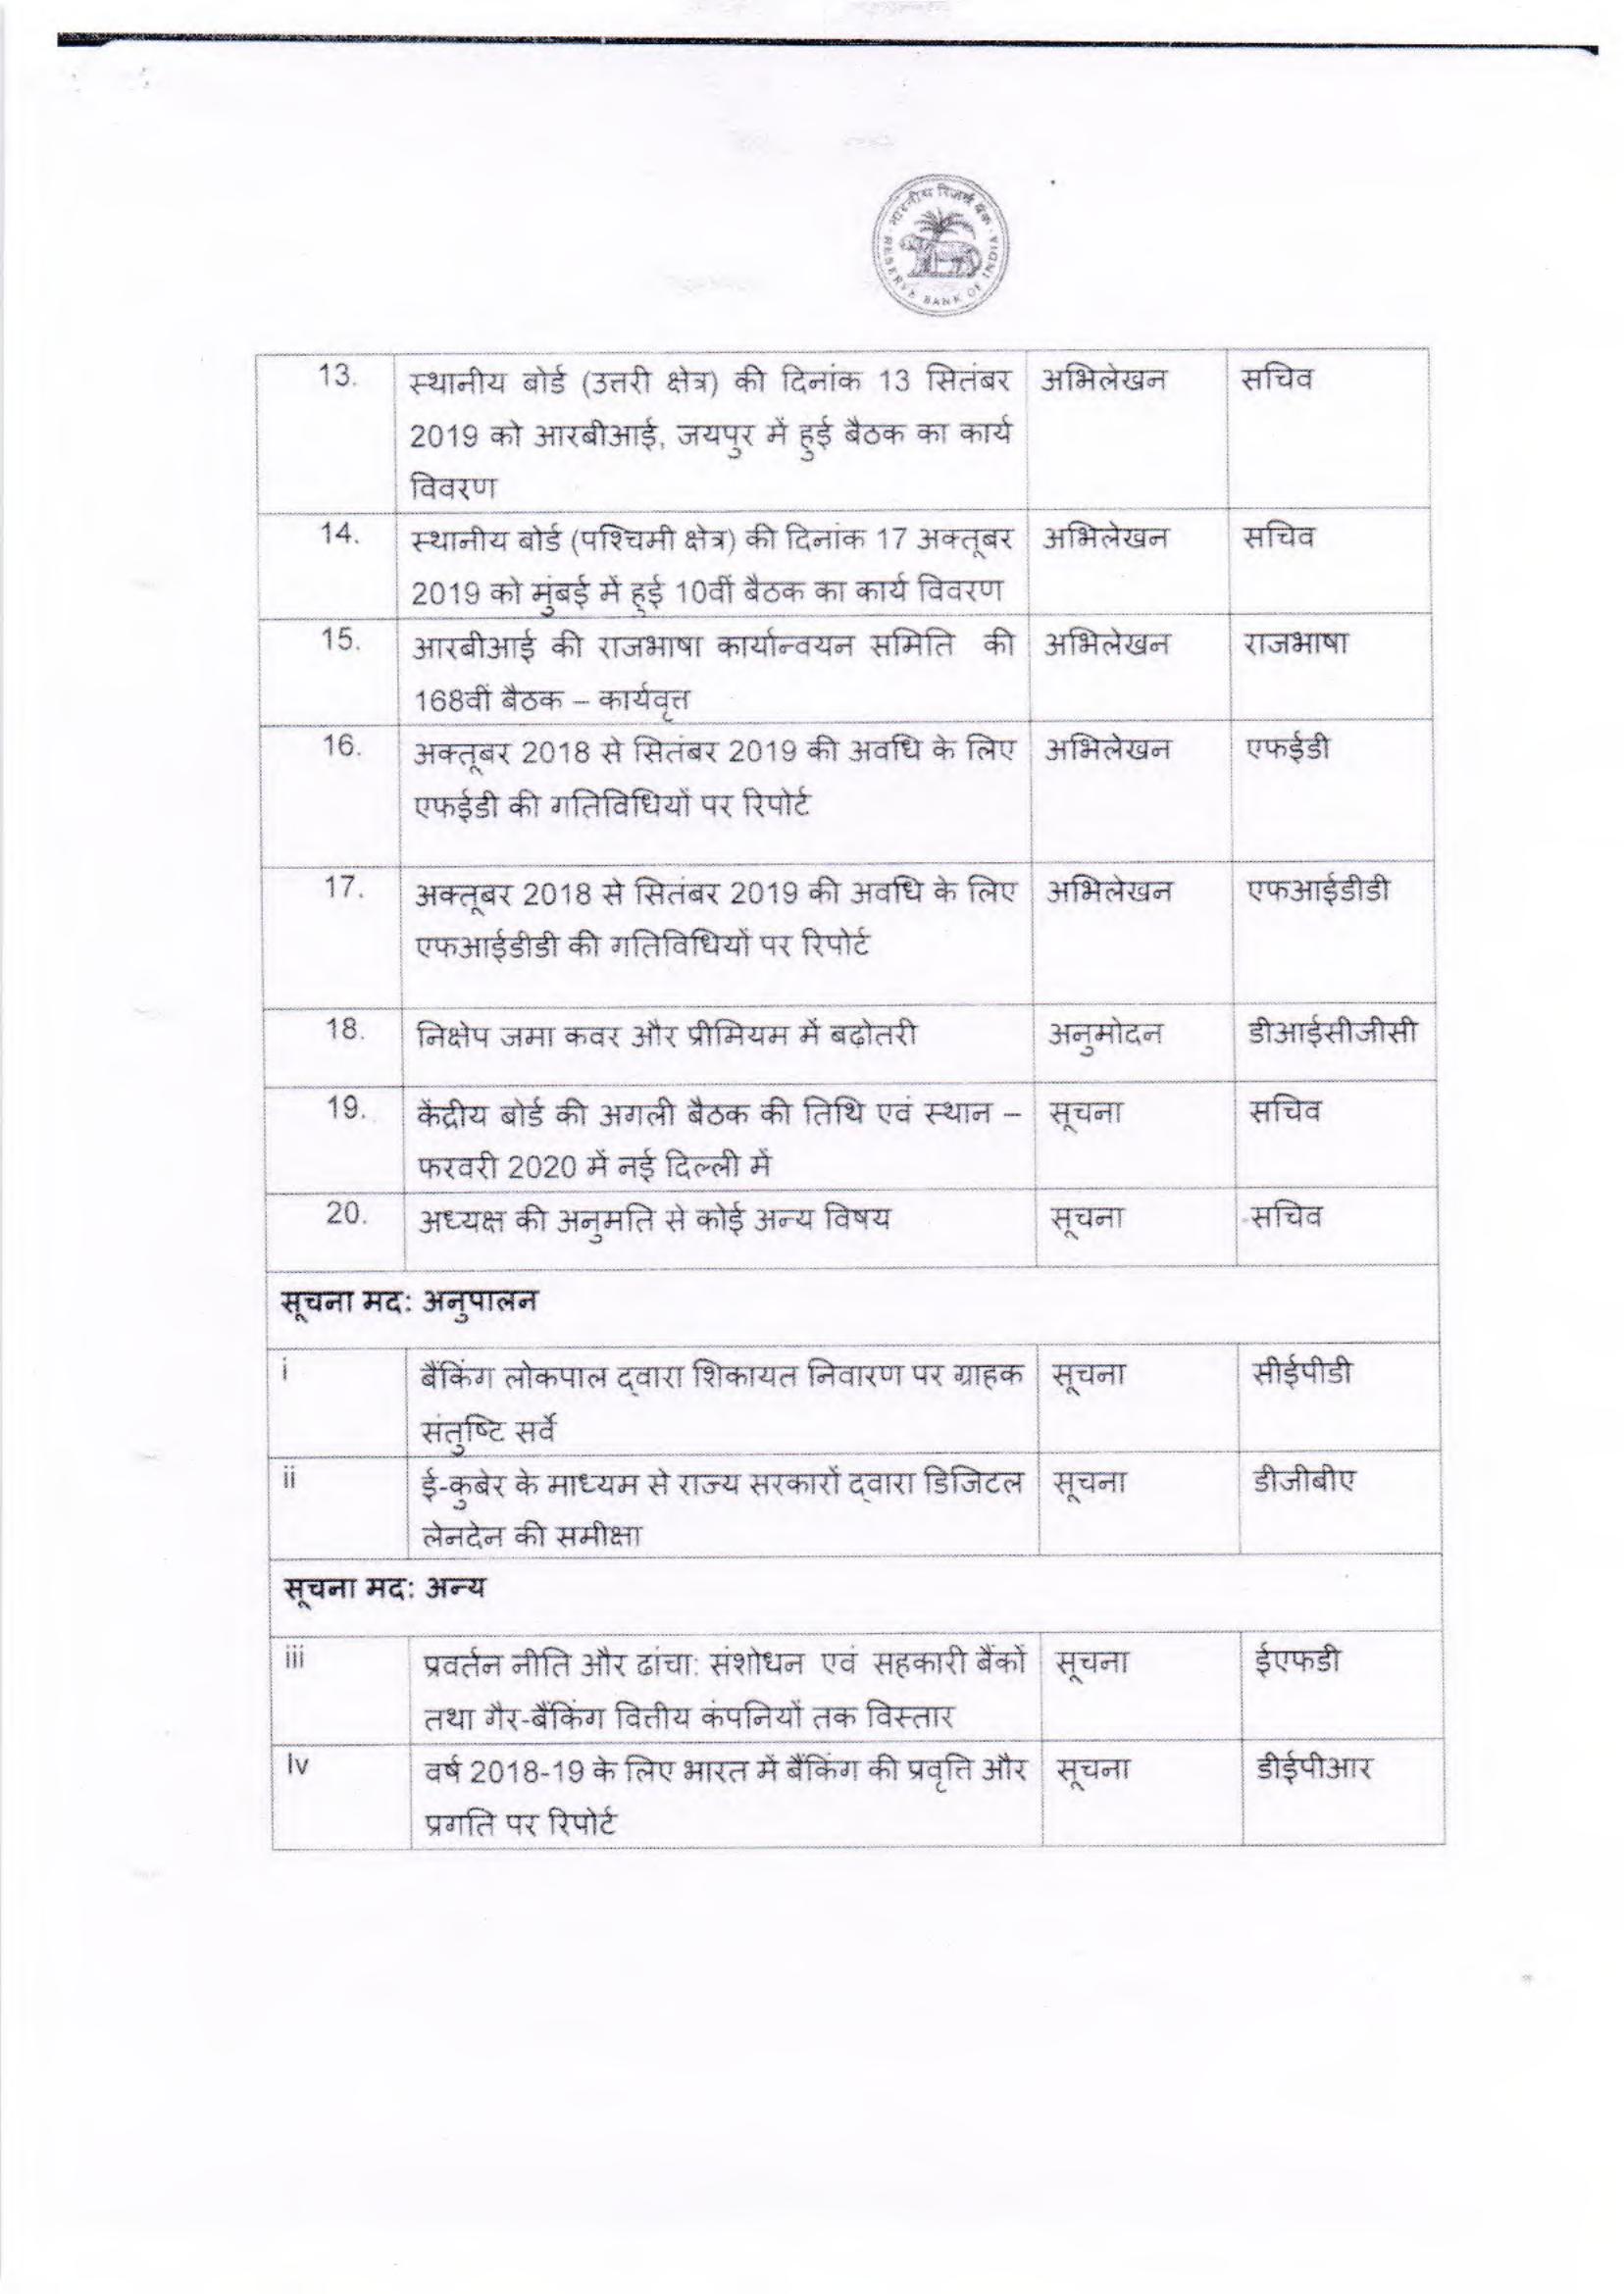 भारतीय रिज़र्व बैंक
RESERVE BANK OF INDIA
13. स्थानीय बोर्ड (उत्तरी क्षेत्र) की दिनांक 13 सितंबर अभिलेखन सचिव
2019 को आरबीआई, जयपुर में हुई बैठक का कार्य
विवरण
14. स्थानीय बोर्ड (पश्चिमी क्षेत्र) की दिनांक 17 अक्तूबर अभिलेखन सचिव
2019 को मुंबई में हुई 10वीं बैठक का कार्य विवरण
15. आरबीआई की राजभाषा कार्यान्वयन समिति की अभिलेखन राजभाषा
168वीं बैठक – कार्यवृत्त
16. अक्तूबर 2018 से सितंबर 2019 की अवधि के लिए अभिलेखन एफईडी
एफईडी की गतिविधियों पर रिपोर्ट
17. अक्तूबर 2018 से सितंबर 2019 की अवधि के लिए अभिलेखन एफआईडीडी
एफआईडीडी की गतिविधियों पर रिपोर्ट
18. निक्षेप जमा कवर और प्रीमियम में बढ़ोतरी अनुमोदन डीआईसीजीसी
19. केंद्रीय बोर्ड की अगली बैठक की तिथि एवं स्थान – सूचना सचिव
फरवरी 2020 में नई दिल्ली में
20. अध्यक्ष की अनुमति से कोई अन्य विषय सूचना सचिव
सूचना मद: अनुपालन
i बैंकिंग लोकपाल द्वारा शिकायत निवारण पर ग्राहक सूचना सीईपीडी
संतुष्टि सर्वे
ii ई-कुबेर के माध्यम से राज्य सरकारों द्वारा डिजिटल सूचना डीजीबीए
लेनदेन की समीक्षा
सूचना मद: अन्य
iii प्रवर्तन नीति और ढांचा: संशोधन एवं सहकारी बैंकों सूचना ईएफडी
तथा गैर-बैंकिंग वित्तीय कंपनियों तक विस्तार
Iv वर्ष 2018-19 के लिए भारत में बैंकिंग की प्रवृत्ति और सूचना डीईपीआर
प्रगति पर रिपोर्ट